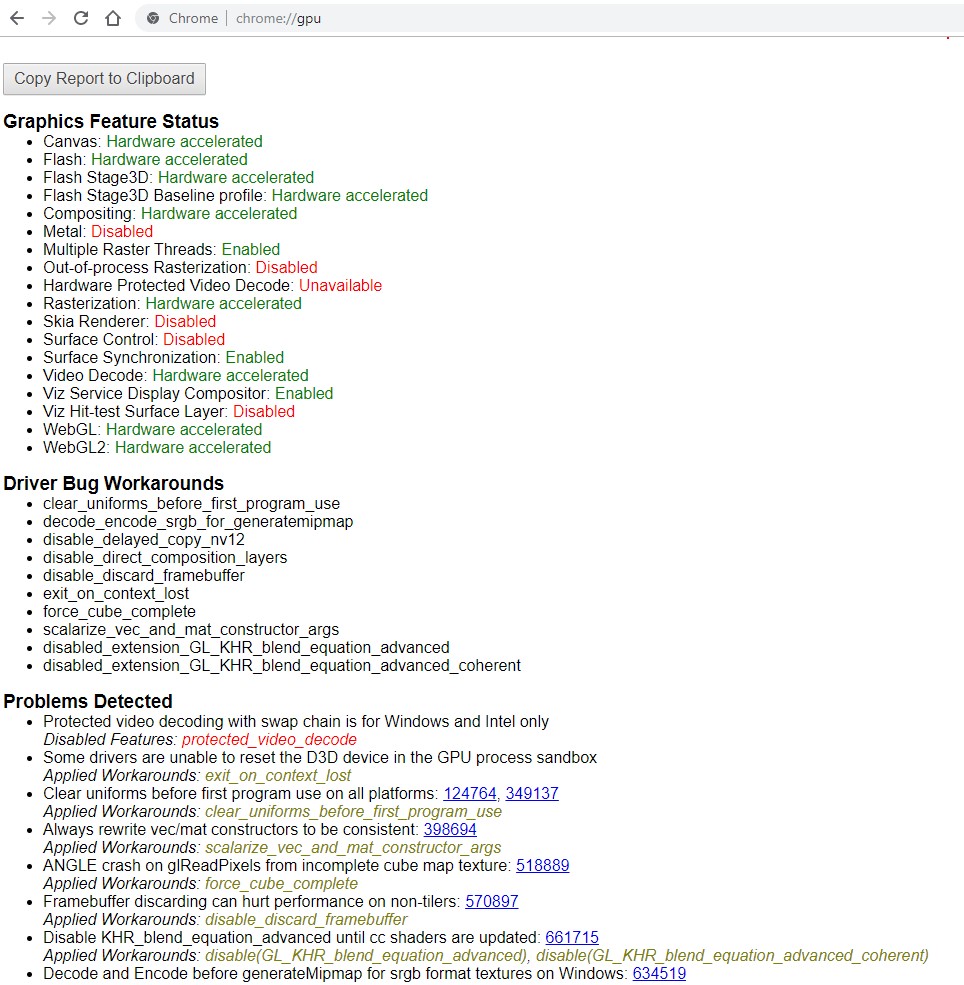 Chrome | chrome://gpu
Copy Report to Clipboard
Graphics Feature Status
• Canvas: Hardware accelerated
• Flash: Hardware accelerated
• Flash Stage3D: Hardware accelerated
• Flash Stage3D Baseline profile: Hardware accelerated
• Compositing: Hardware accelerated
• Metal: Disabled
• Multiple Raster Threads: Enabled
• Out-of-process Rasterization: Disabled
• Hardware Protected Video Decode: Unavailable
• Rasterization: Hardware accelerated
• Skia Renderer: Disabled
• Surface Control: Disabled
• Surface Synchronization: Enabled
• Video Decode: Hardware accelerated
• Viz Service Display Compositor: Enabled
• Viz Hit-test Surface Layer: Disabled
• WebGL: Hardware accelerated
• WebGL2: Hardware accelerated
Driver Bug Workarounds
• clear_uniforms_before_first_program_use
• decode_encode_srgb_for_generatemipmap
• disable_delayed_copy_nv12
• disable_direct_composition_layers
• disable_discard_framebuffer
• exit_on_context_lost
• force_cube_complete
• scalarize_vec_and_mat_constructor_args
• disabled_extension_GL_KHR_blend_equation_advanced
• disabled_extension_GL_KHR_blend_equation_advanced_coherent
Problems Detected
• Protected video decoding with swap chain is for Windows and Intel only
Disabled Features: protected_video_decode
• Some drivers are unable to reset the D3D device in the GPU process sandbox
Applied Workarounds: exit_on_context_lost
• Clear uniforms before first program use on all platforms: 124764, 349137
Applied Workarounds: clear_uniforms_before_first_program_use
• Always rewrite vec/mat constructors to be consistent: 398694
Applied Workarounds: scalarize_vec_and_mat_constructor_args
• ANGLE crash on glReadPixels from incomplete cube map texture: 518889
Applied Workarounds: force_cube_complete
• Framebuffer discarding can hurt performance on non-tilers: 570897
Applied Workarounds: disable_discard_framebuffer
• Disable KHR_blend_equation_advanced until cc shaders are updated: 661715
Applied Workarounds: disable(GL_KHR_blend_equation_advanced), disable(GL_KHR_blend_equation_advanced_coherent)
• Decode and Encode before generateMipmap for srgb format textures on Windows: 634519